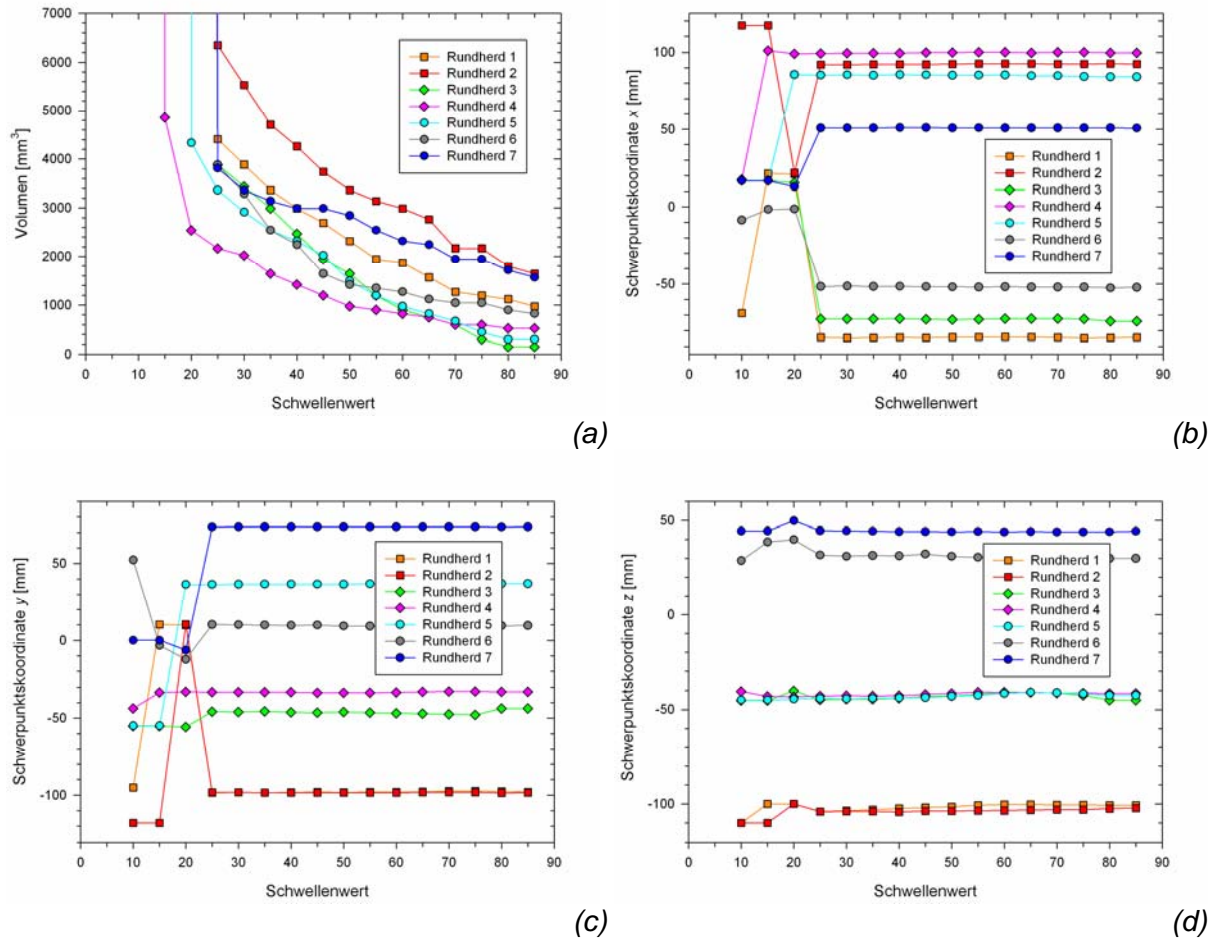 7000
6000
5000
4000
3000
2000
1000
0
Volumen [mm³]
Rundherd 1
Rundherd 2
Rundherd 3
Rundherd 4
Rundherd 5
Rundherd 6
Rundherd 7
0 10 20 30 40 50 60 70 80 90
Schwellenwert
(a)
100
50
0
-50
Schwerpunktskoordinate x [mm]
Rundherd 1
Rundherd 2
Rundherd 3
Rundherd 4
Rundherd 5
Rundherd 6
Rundherd 7
0 10 20 30 40 50 60 70 80 90
Schwellenwert
(b)
50
0
-50
-100
Schwerpunktskoordinate y [mm]
Rundherd 1
Rundherd 2
Rundherd 3
Rundherd 4
Rundherd 5
Rundherd 6
Rundherd 7
0 10 20 30 40 50 60 70 80 90
Schwellenwert
(c)
50
0
-50
-100
Schwerpunktskoordinate z [mm]
Rundherd 1
Rundherd 2
Rundherd 3
Rundherd 4
Rundherd 5
Rundherd 6
Rundherd 7
0 10 20 30 40 50 60 70 80 90
Schwellenwert
(d)